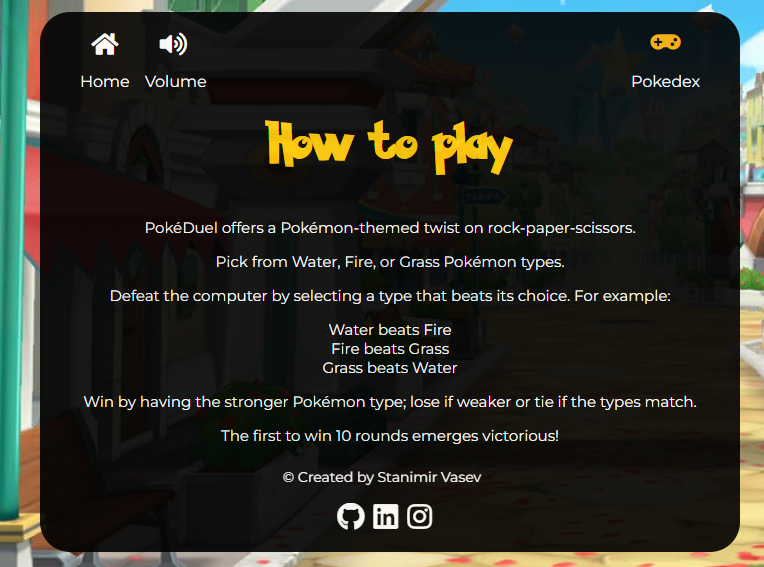 Home Volume Pokedex
How to play
PokéDuel offers a Pokémon-themed twist on rock-paper-scissors.
Pick from Water, Fire, or Grass Pokémon types.
Defeat the computer by selecting a type that beats its choice. For example:
Water beats Fire
Fire beats Grass
Grass beats Water
Win by having the stronger Pokémon type; lose if weaker or tie if the types match.
The first to win 10 rounds emerges victorious!
© Created by Stanimir Vasev
in